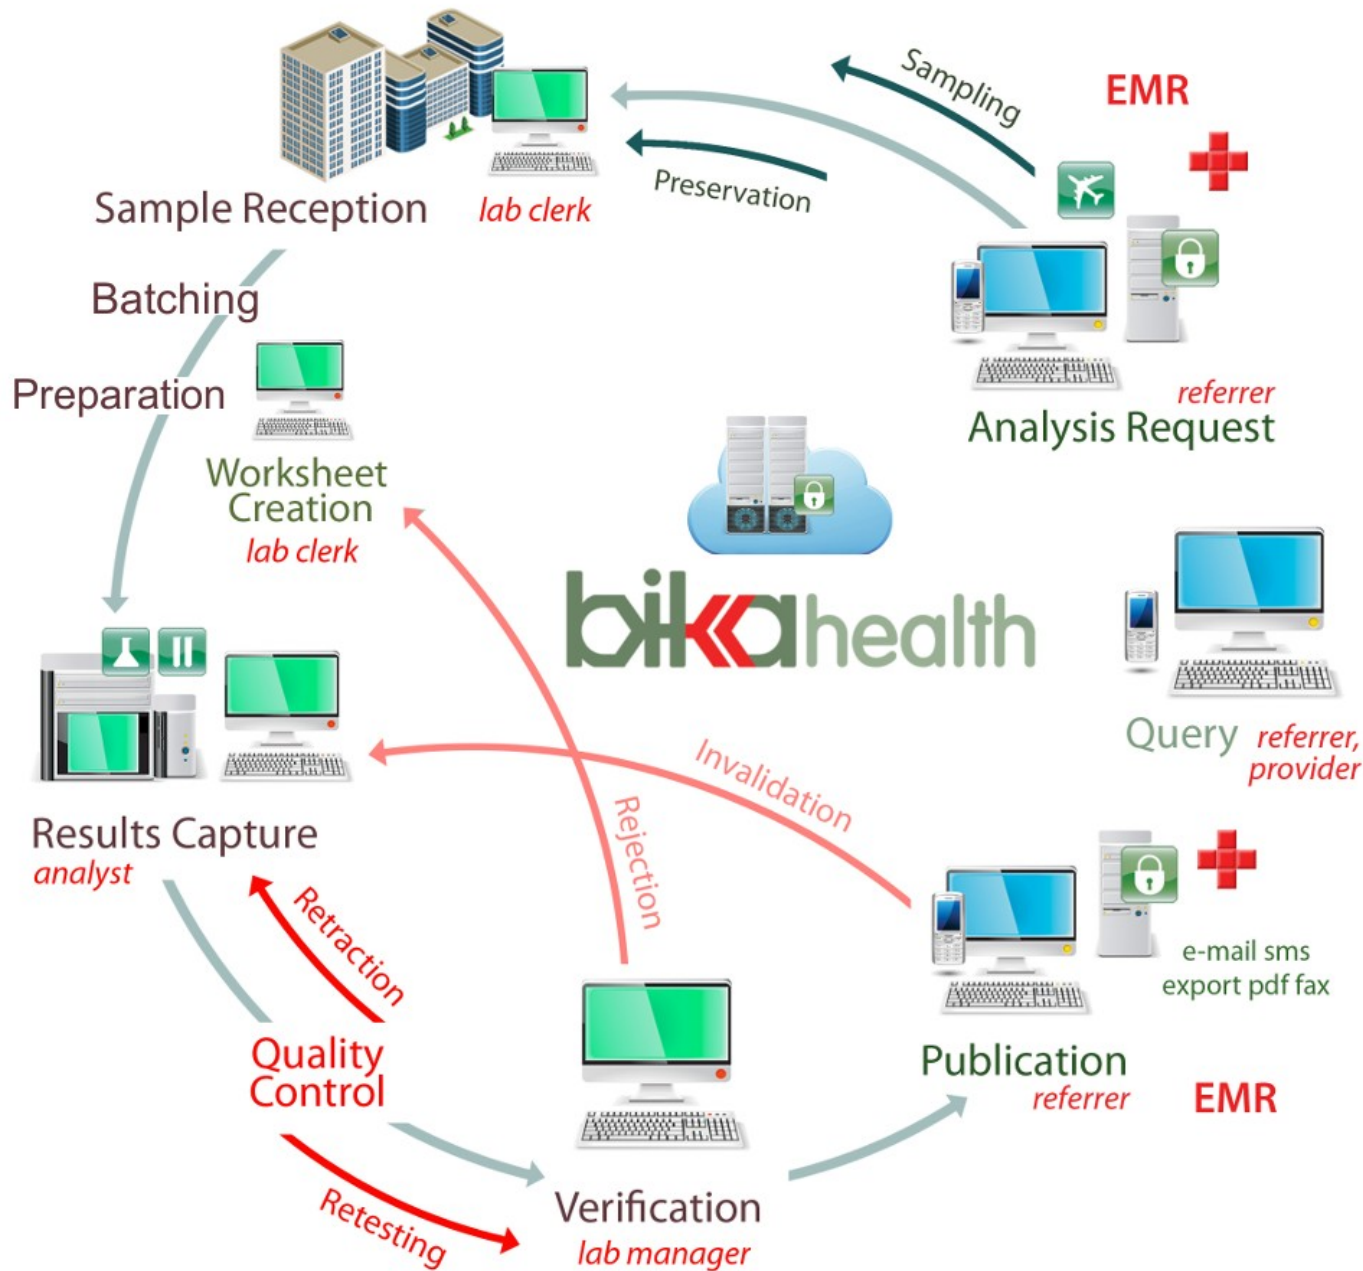 Sampling
EMR
Preservation
Sample Reception
lab clerk
Batching
Preparation
Worksheet
Creation
lab clerk
referrer
Analysis Request
bika health
Query referrer,
provider
Invalidation
Rejection
Results Capture
analyst
Retraction
Quality
Control
Retesting
Verification
lab manager
e-mail sms
export pdf fax
Publication
referrer
EMR